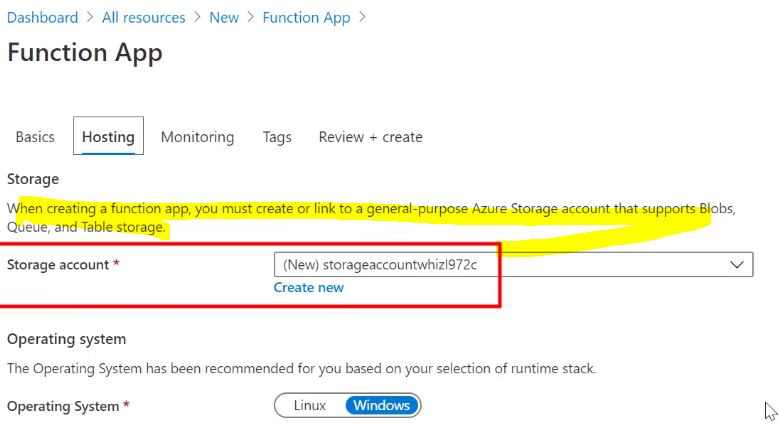 Dashboard > All resources > New > Function App >
Function App
Basics Hosting Monitoring Tags Review + create
Storage
When creating a function app, you must create or link to a general-purpose Azure Storage account that supports Blobs,
Queue, and Table storage.
Storage account * (New) storageaccountwhizl972c
Create new
Operating system
The Operating System has been recommended for you based on your selection of runtime stack.
Operating System * Linux Windows